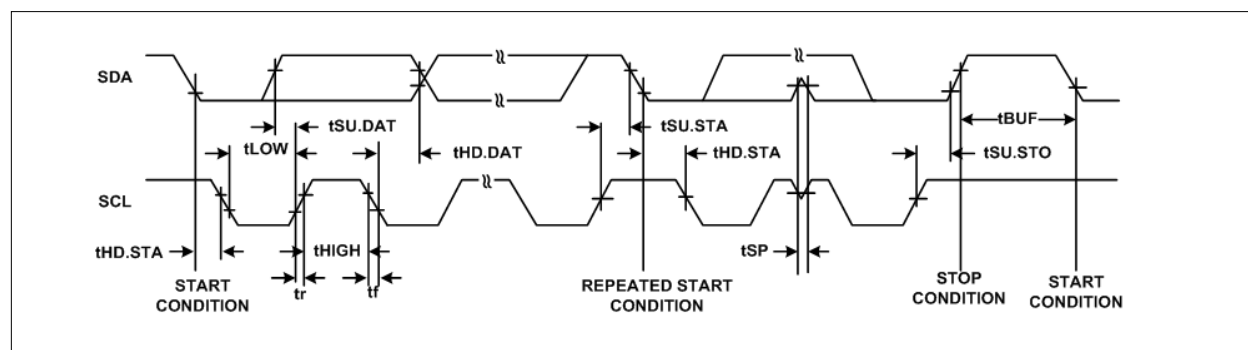 SDA
tSU.DAT
tSU.STA
tBUF
tLOW
tHD.DAT
tHD.STA
tSU.STO
SCL
tHD.STA
tHIGH
tSP
START
CONDITION
tr
tf
REPEATED START
CONDITION
STOP
CONDITION
START
CONDITION